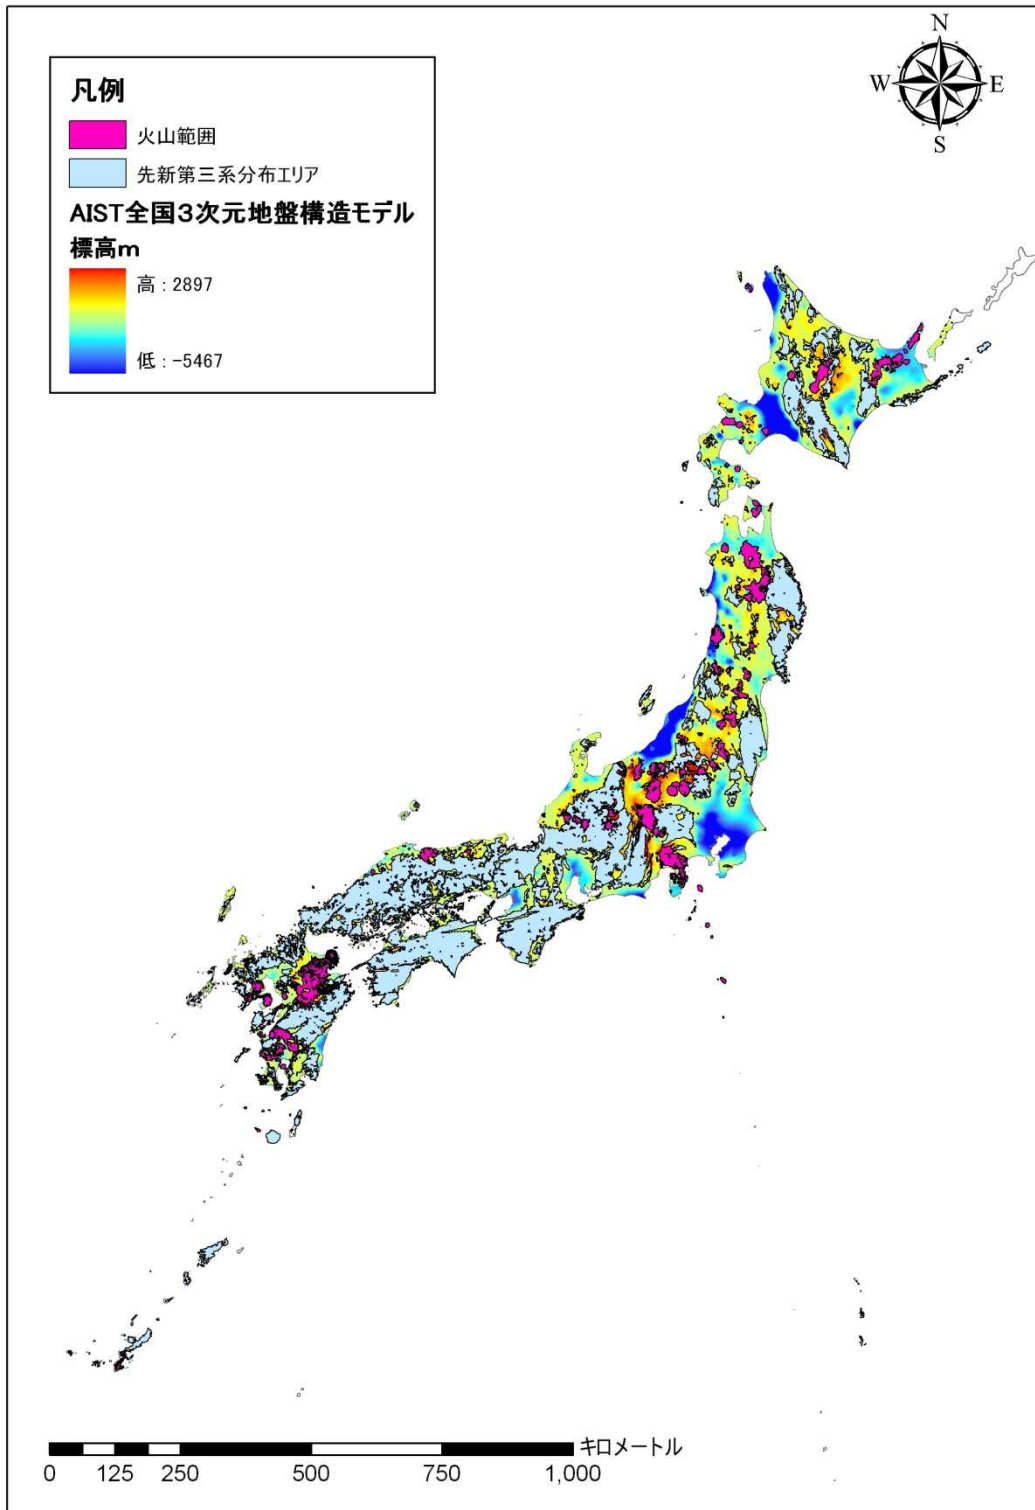 N
W
E
S
凡例
火山範囲
先新第三系分布エリア
AIST全国3次元地盤構造モデル
標高m
高 : 2897
低 : -5467
キロメートル
0 125 250 500 750 1,000